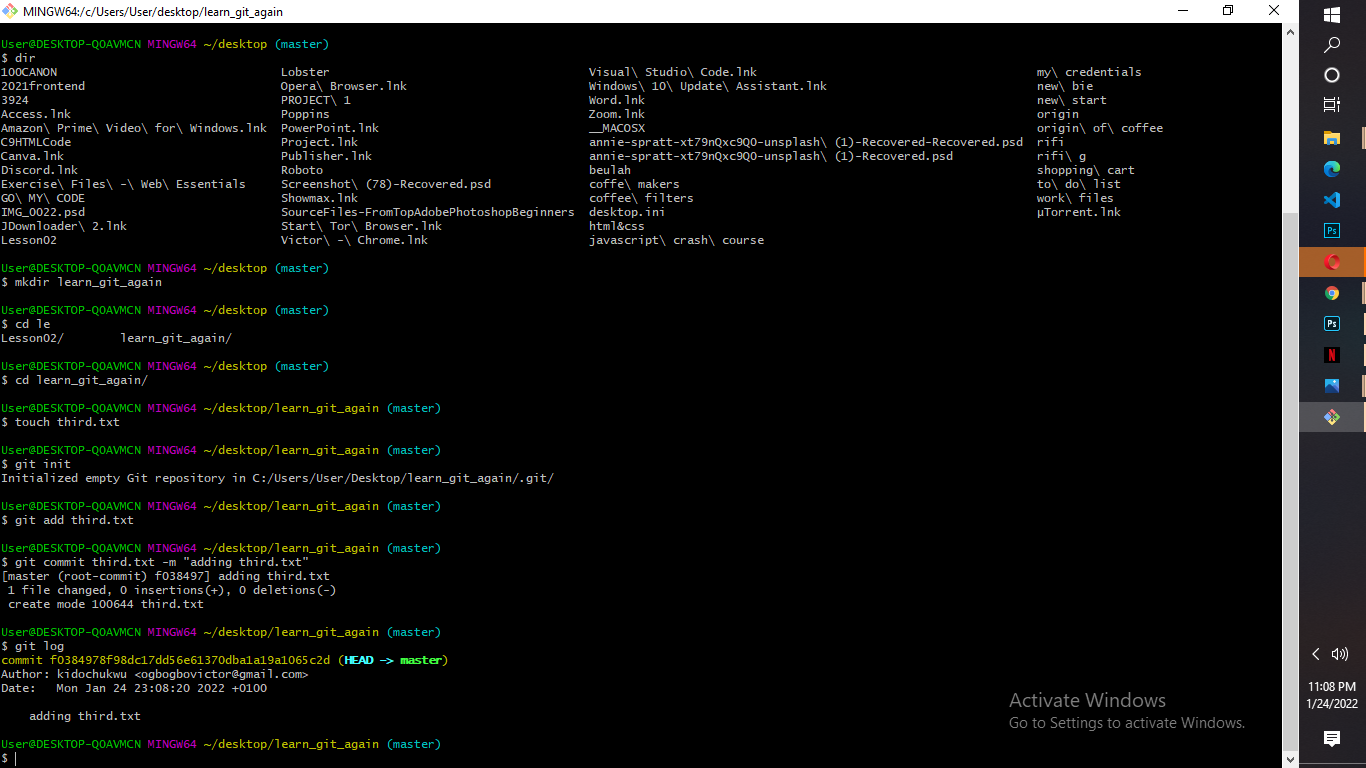 MINGW64:/c/Users/User/desktop/learn_git_again
User@DESKTOP-QOAVMCN MINGW64 ~/desktop (master)
$ dir
100CANON Lobster Visual\ Studio\ Code.lnk my\ credentials
2021frontend Opera\ Browser.lnk Windows\ 10\ Update\ Assistant.lnk new\ bie
3924 PROJECT\ 1 Word.lnk new\ start
Access.lnk Poppins Zoom.lnk origin
Amazon\ Prime\ Video\ for\ Windows.lnk PowerPoint.lnk __MACOSX origin\ of\ coffee
C9HTMLCode Project.lnk annie-spratt-xt79nQxc9QO-unsplash\ (1)-Recovered-Recovered.psd rifi
Canva.lnk Publisher.lnk annie-spratt-xt79nQxc9QO-unsplash\ (1)-Recovered.psd rifi\ g
Discord.lnk Roboto beulah shopping\ cart
Exercise\ Files\ -\ Web\ Essentials Screenshot\ (78)-Recovered.psd coffe\ makers to\ do\ list
GO\ MY\ CODE Showmax.lnk coffee\ filters work\ files
IMG_0022.psd SourceFiles-FromTopAdobePhotoshopBeginners desktop.ini µTorrent.lnk
JDownloader\ 2.lnk Start\ Tor\ Browser.lnk html&css
Lesson02 Victor\ -\ Chrome.lnk javascript\ crash\ course
User@DESKTOP-QOAVMCN MINGW64 ~/desktop (master)
$ mkdir learn_git_again
User@DESKTOP-QOAVMCN MINGW64 ~/desktop (master)
$ cd le
Lesson02/ learn_git_again/
User@DESKTOP-QOAVMCN MINGW64 ~/desktop (master)
$ cd learn_git_again/
User@DESKTOP-QOAVMCN MINGW64 ~/desktop/learn_git_again (master)
$ touch third.txt
User@DESKTOP-QOAVMCN MINGW64 ~/desktop/learn_git_again (master)
$ git init
Initialized empty Git repository in C:/Users/User/Desktop/learn_git_again/.git/
User@DESKTOP-QOAVMCN MINGW64 ~/desktop/learn_git_again (master)
$ git add third.txt
User@DESKTOP-QOAVMCN MINGW64 ~/desktop/learn_git_again (master)
$ git commit third.txt -m "adding third.txt"
[master (root-commit) f038497] adding third.txt
1 file changed, 0 insertions(+), 0 deletions(-)
create mode 100644 third.txt
User@DESKTOP-QOAVMCN MINGW64 ~/desktop/learn_git_again (master)
$ git log
commit f0384978f98dc17dd56e61370dba1a19a1065c2d (HEAD -> master)
Author: kidochukwu <ogbogbovictor@gmail.com>
Date: Mon Jan 24 23:08:20 2022 +0100
adding third.txt
User@DESKTOP-QOAVMCN MINGW64 ~/desktop/learn_git_again (master)
$
Activate Windows
Go to Settings to activate Windows.
Ps
Ps
N
11:08 PM
1/24/2022